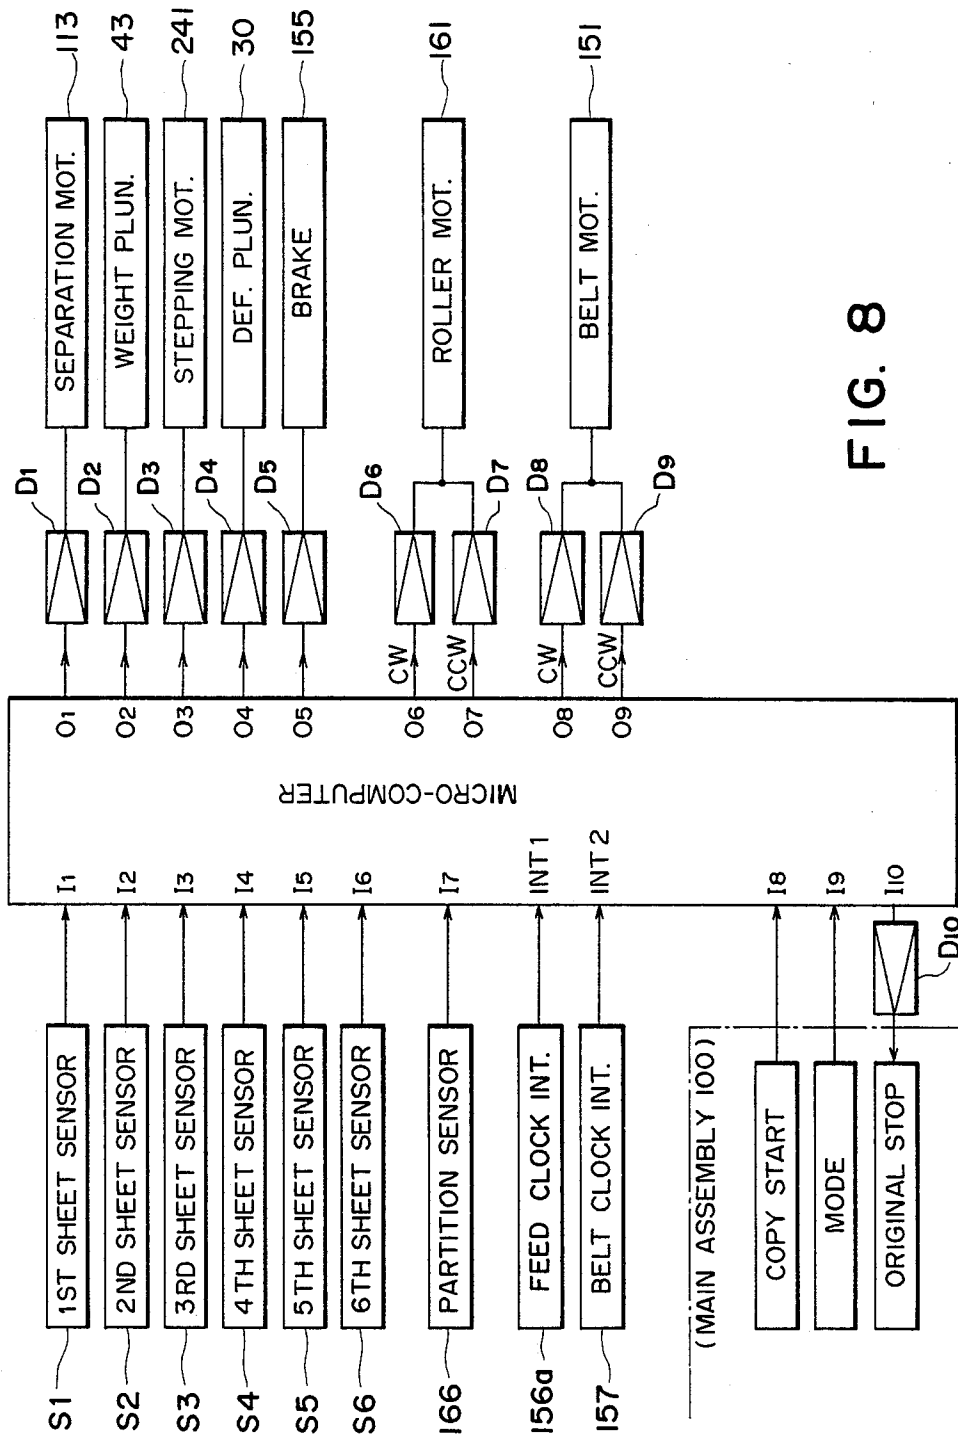 S1
1ST SHEET SENSOR
I1
S2
2ND SHEET SENSOR
I2
S3
3RD SHEET SENSOR
I3
S4
4TH SHEET SENSOR
I4
S5
5TH SHEET SENSOR
I5
S6
6TH SHEET SENSOR
I6
166
PARTITION SENSOR
I7
156a
FEED CLOCK INT.
INT1
157
BELT CLOCK INT.
INT2
(MAIN ASSEMBLY 100)
COPY START
I8
MODE
I9
ORIGINAL STOP
D10
I10
MICRO-COMPUTER
O1
D1
SEPARATION MOT.
113
O2
D2
WEIGHT PLUN.
43
O3
D3
STEPPING MOT.
241
O4
D4
DEF. PLUN.
30
O5
D5
BRAKE
155
O6
CW
D6
O7
CCW
D7
ROLLER MOT.
161
O8
CW
D8
O9
CCW
D9
BELT MOT.
151
FIG. 8